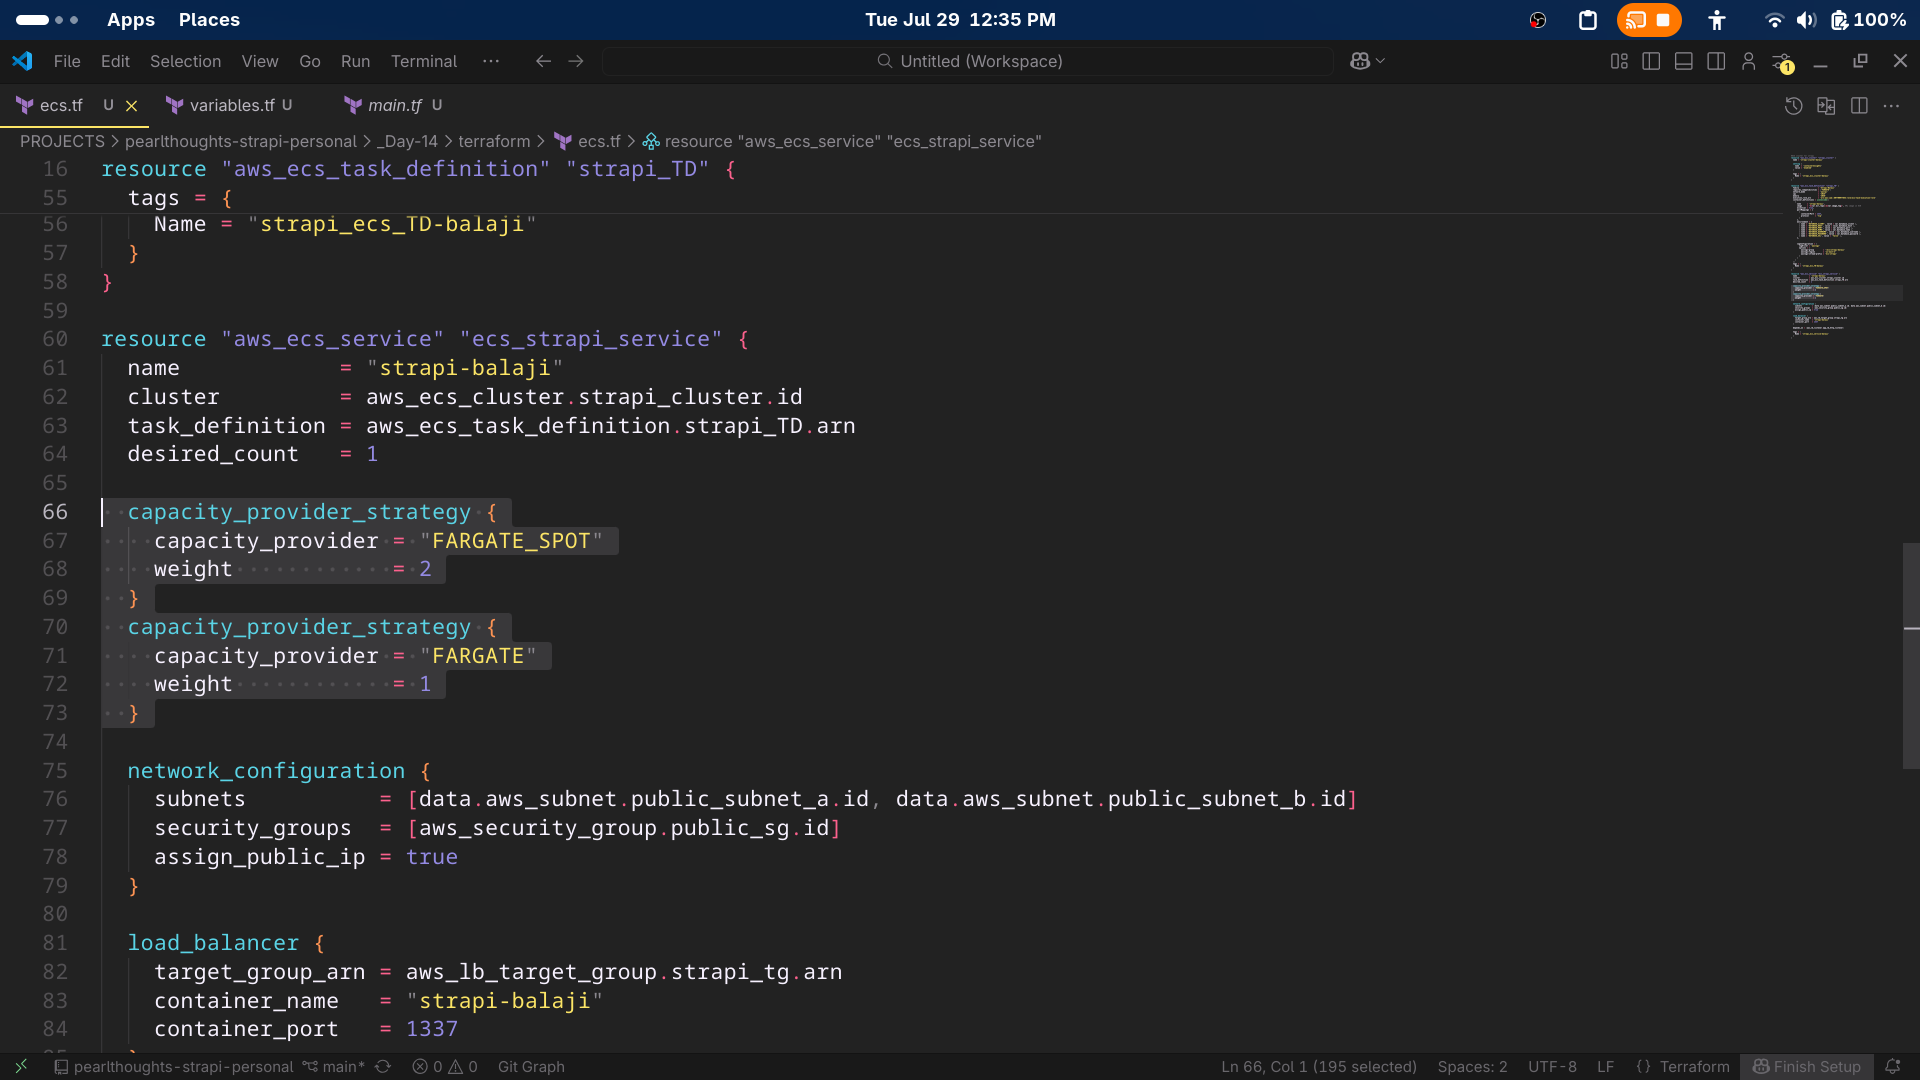 Apps Places Tue Jul 29 12:35 PM 100%
File Edit Selection View Go Run Terminal ··· Untitled (Workspace) 1
ecs.tf U variables.tf U main.tf U
PROJECTS > pearlthoughts-strapi-personal > _Day-14 > terraform > ecs.tf > resource "aws_ecs_service" "ecs_strapi_service"
16 resource "aws_ecs_task_definition" "strapi_TD" {
55 tags = {
56 Name = "strapi_ecs_TD-balaji"
57 }
58 }
59
60 resource "aws_ecs_service" "ecs_strapi_service" {
61 name = "strapi-balaji"
62 cluster = aws_ecs_cluster.strapi_cluster.id
63 task_definition = aws_ecs_task_definition.strapi_TD.arn
64 desired_count = 1
65
66 capacity_provider_strategy {
67 capacity_provider = "FARGATE_SPOT"
68 weight = 2
69 }
70 capacity_provider_strategy {
71 capacity_provider = "FARGATE"
72 weight = 1
73 }
74
75 network_configuration {
76 subnets = [data.aws_subnet.public_subnet_a.id, data.aws_subnet.public_subnet_b.id]
77 security_groups = [aws_security_group.public_sg.id]
78 assign_public_ip = true
79 }
80
81 load_balancer {
82 target_group_arn = aws_lb_target_group.strapi_tg.arn
83 container_name = "strapi-balaji"
84 container_port = 1337
pearlthoughts-strapi-personal main* 0 0 Git Graph Ln 66, Col 1 (195 selected) Spaces: 2 UTF-8 LF {} Terraform Finish Setup